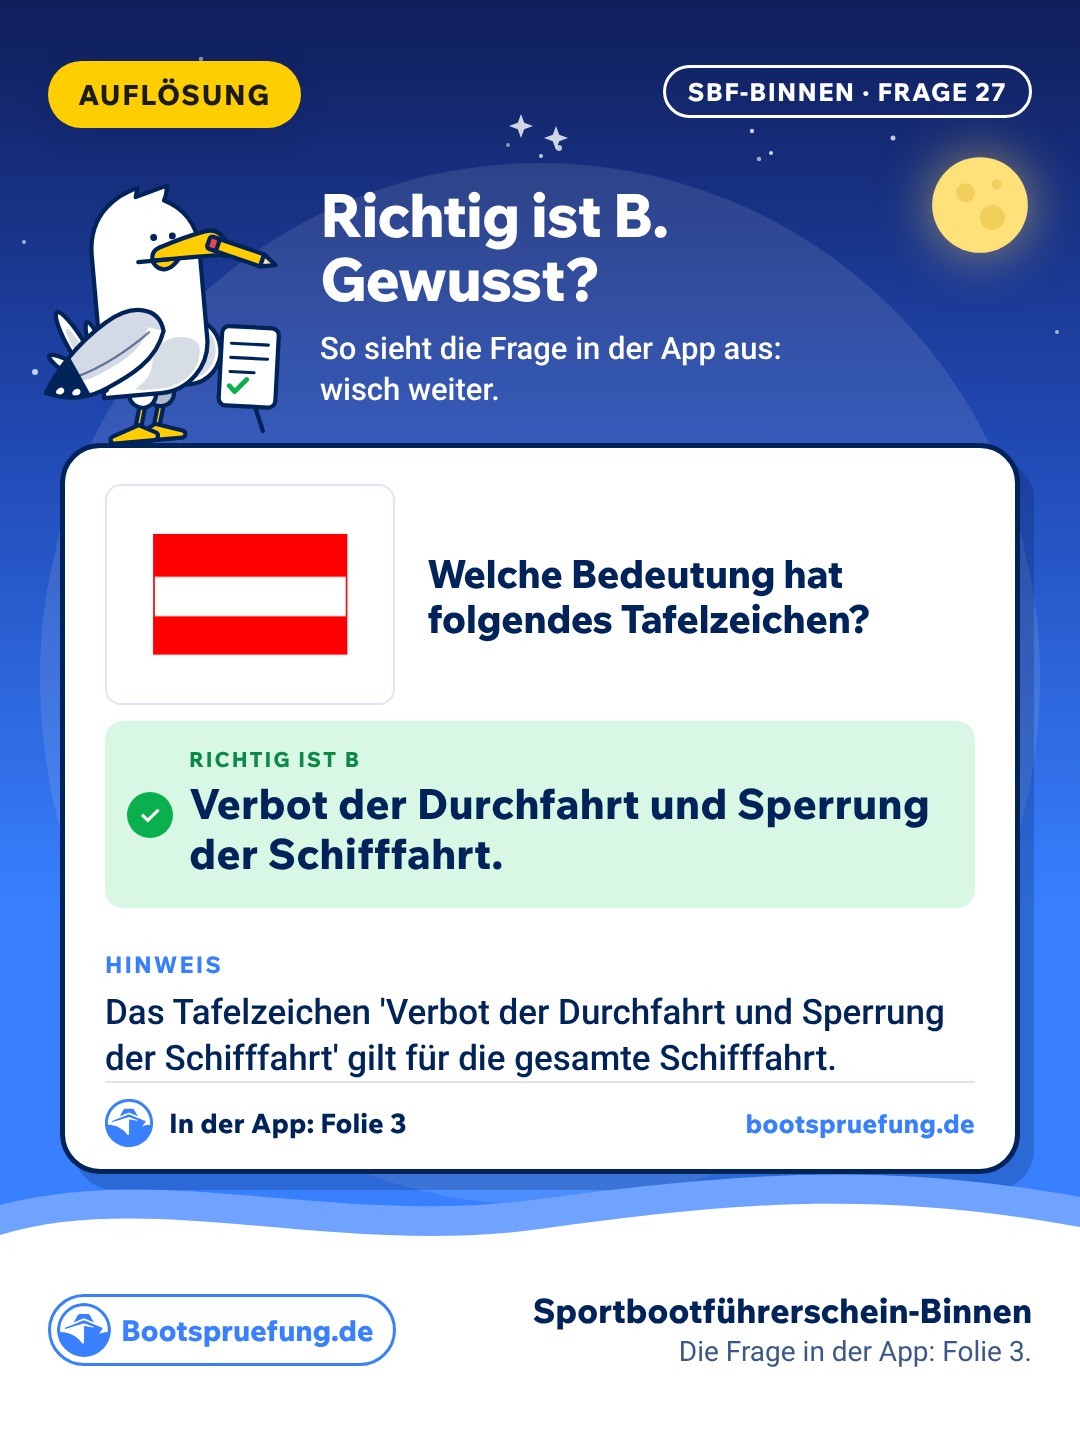 AUFLÖSUNG
SBF-BINNEN · FRAGE 27
Richtig ist B.
Gewusst?
So sieht die Frage in der App aus:
wisch weiter.
Welche Bedeutung hat
folgendes Tafelzeichen?
RICHTIG IST B
Verbot der Durchfahrt und Sperrung
der Schifffahrt.
HINWEIS
Das Tafelzeichen 'Verbot der Durchfahrt und Sperrung
der Schifffahrt' gilt für die gesamte Schifffahrt.
In der App: Folie 3
bootspruefung.de
Bootspruefung.de
Sportbootführerschein-Binnen
Die Frage in der App: Folie 3.